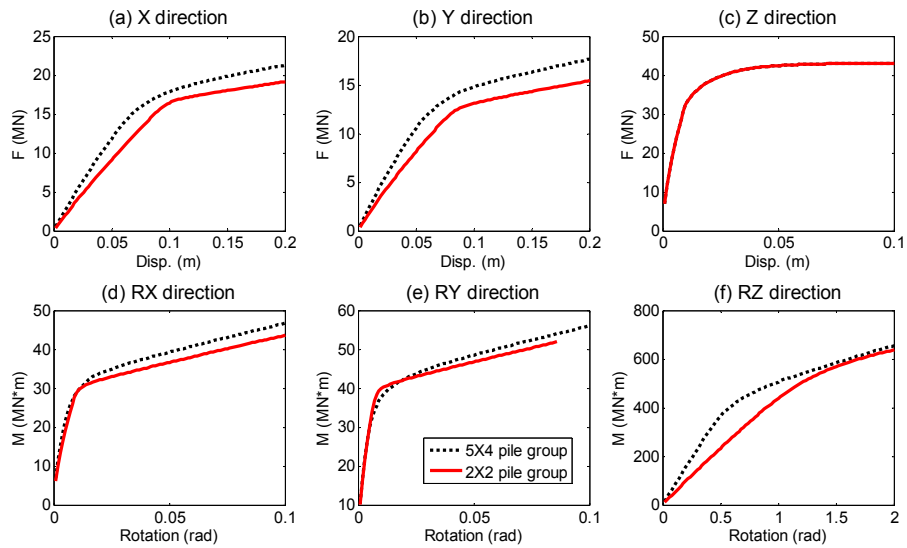 (a) X direction
(b) Y direction
(c) Z direction
F (MN)
25
20
15
10
5
0
0
0.05
0.1
0.15
0.2
Disp. (m)
F (MN)
20
15
10
5
0
0
0.05
0.1
0.15
0.2
Disp. (m)
F (MN)
50
40
30
20
10
0
0
0.05
0.1
Disp. (m)
(d) RX direction
(e) RY direction
(f) RZ direction
M (MN*m)
50
40
30
20
10
0
0
0.05
0.1
Rotation (rad)
M (MN*m)
60
50
40
30
20
10
0
0.05
0.1
Rotation (rad)
5X4 pile group
2X2 pile group
M (MN*m)
800
600
400
200
0
0
0.5
1
1.5
2
Rotation (rad)